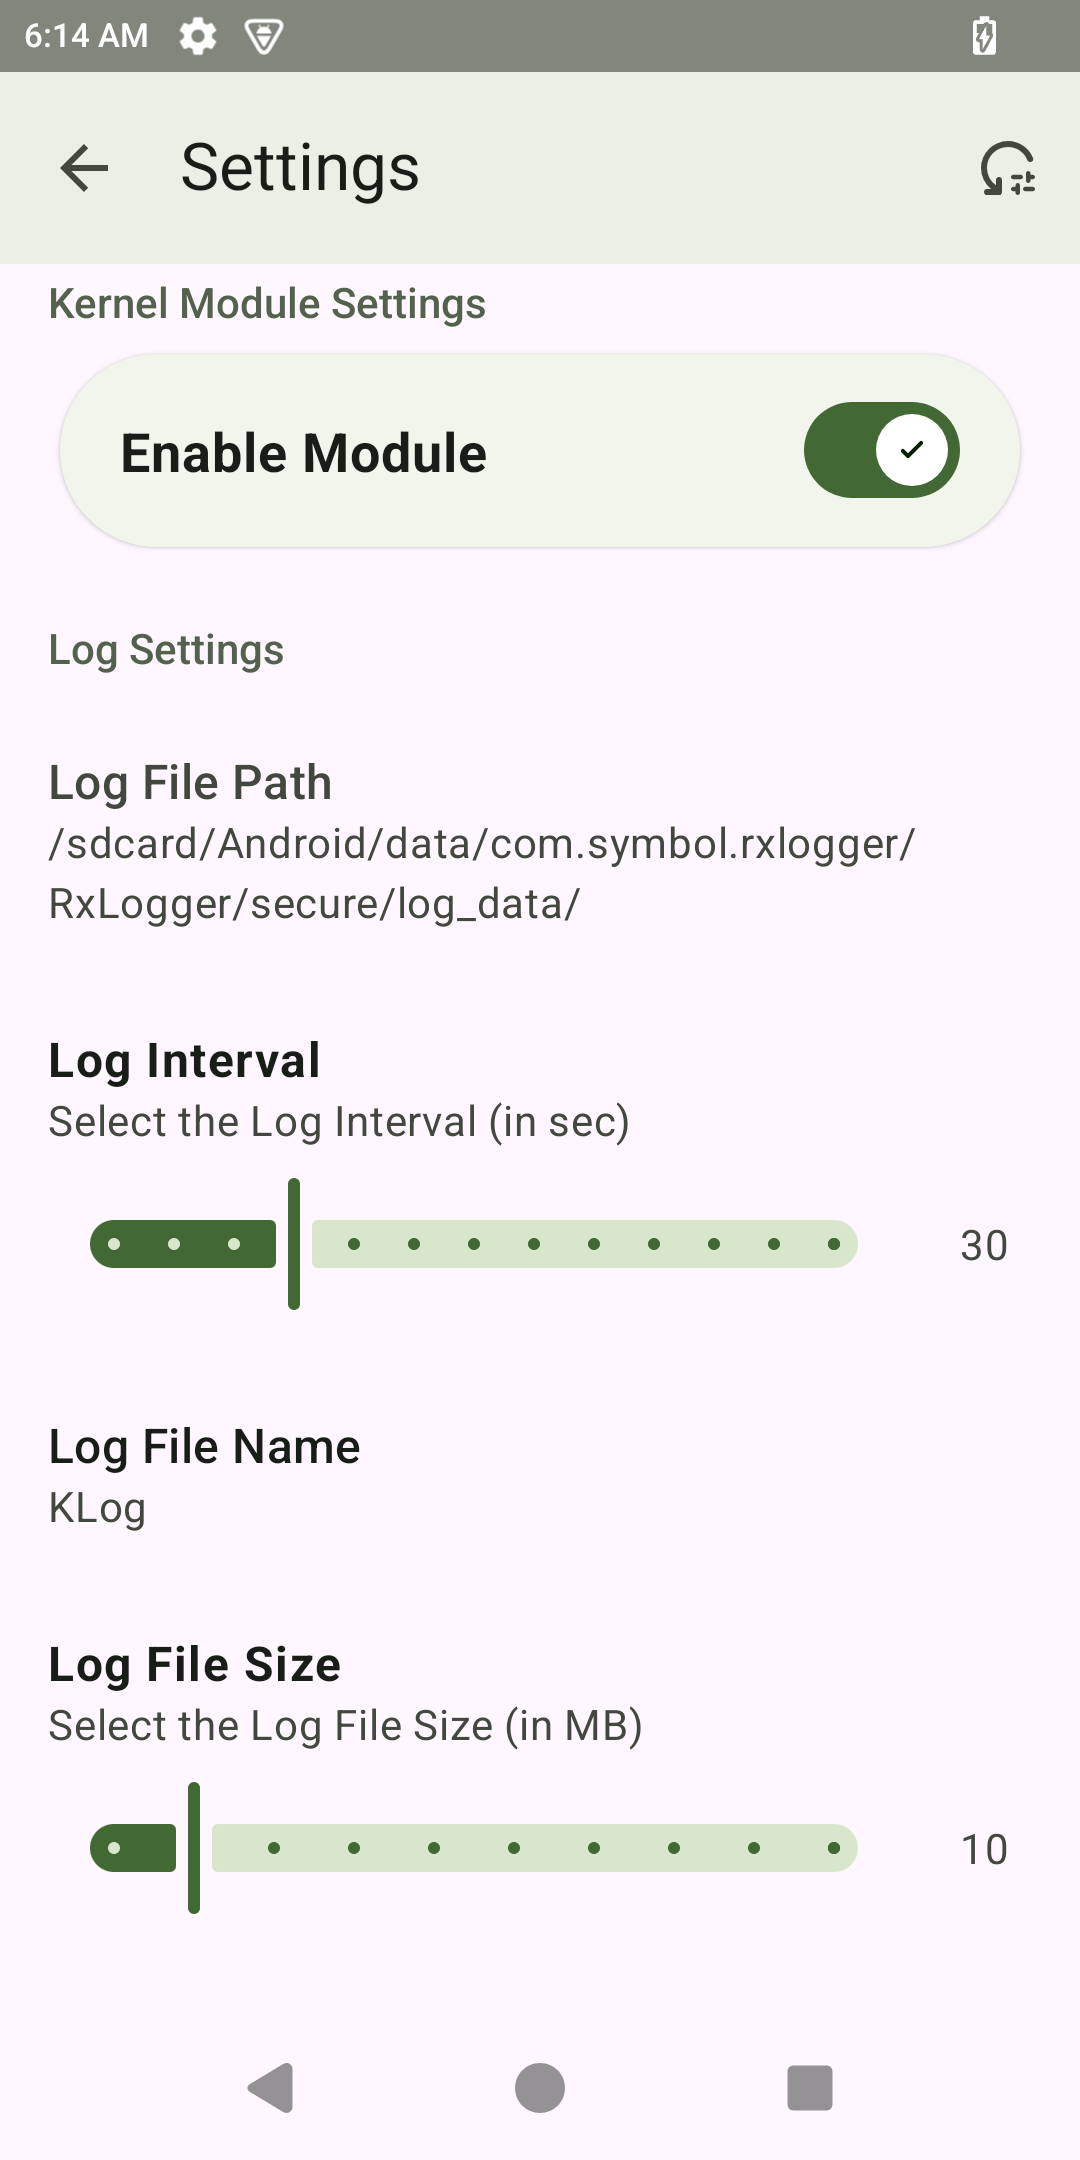 6:14 AM
Settings
Kernel Module Settings
Enable Module
Log Settings
Log File Path
/sdcard/Android/data/com.symbol.rxlogger/
RxLogger/secure/log_data/
Log Interval
Select the Log Interval (in sec)
30
Log File Name
KLog
Log File Size
Select the Log File Size (in MB)
10